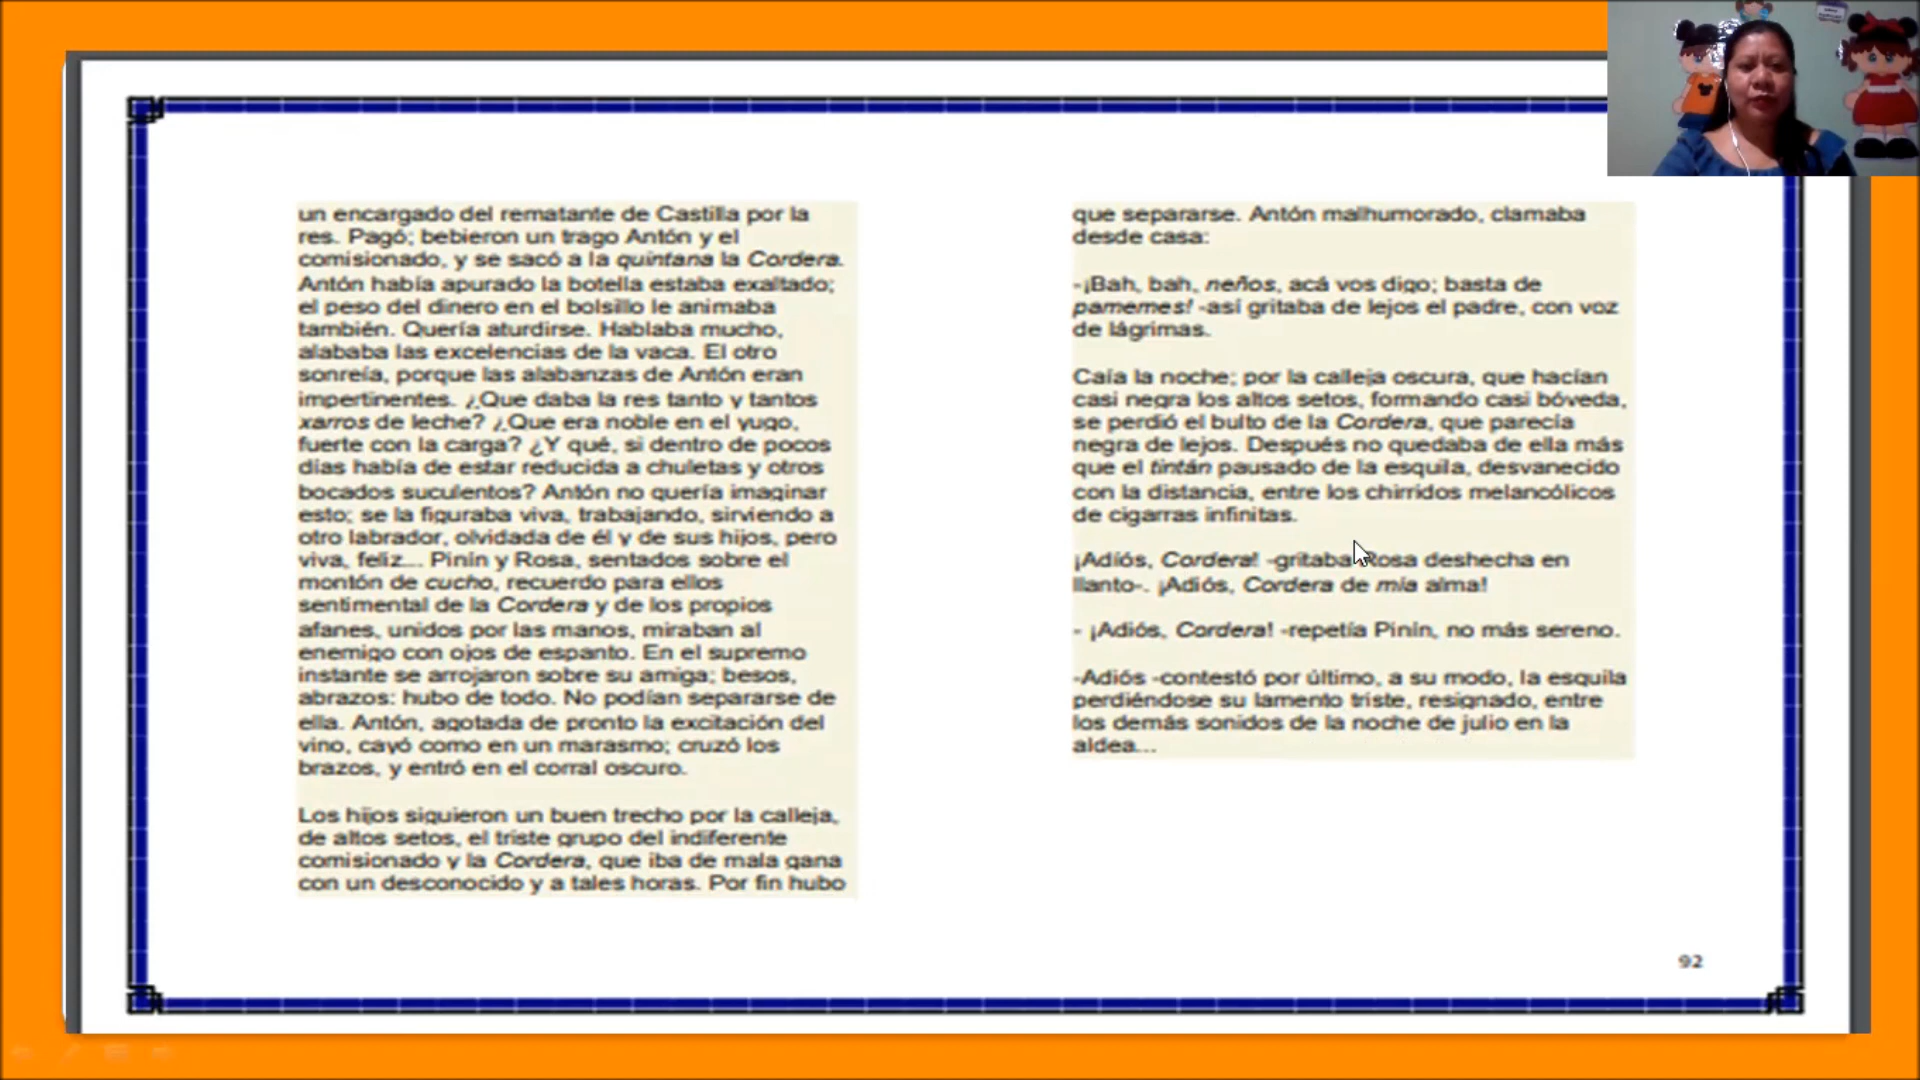 un encargado del rematante de Castilla por la
res. Pagó; bebieron un trago Antón y el
comisionado, y se sacó a la quintana la Cordera.
Antón había apurado la botella estaba exaltado;
el peso del dinero en el bolsillo le animaba
también. Quería aturdirse. Hablaba mucho,
alababa las excelencias de la vaca. El otro
sonreía, porque las alabanzas de Antón eran
impertinentes. ¿Que daba la res tanto y tantos
xarros de leche? ¿Que era noble en el yugo,
fuerte con la carga? ¿Y qué, si dentro de pocos
días había de estar reducida a chuletas y otros
bocados suculentos? Antón no quería imaginar
esto; se la figuraba viva, trabajando, sirviendo a
otro labrador, olvidada de él y de sus hijos, pero
viva, feliz... Pinín y Rosa, sentados sobre el
montón de cucho, recuerdo para ellos
sentimental de la Cordera y de los propios
afanes, unidos por las manos, miraban al
enemigo con ojos de espanto. En el supremo
instante se arrojaron sobre su amiga; besos,
abrazos: hubo de todo. No podían separarse de
ella. Antón, agotada de pronto la excitación del
vino, cayó como en un marasmo; cruzó los
brazos, y entró en el corral oscuro.
Los hijos siguieron un buen trecho por la calleja,
de altos setos, el triste grupo del indiferente
comisionado y la Cordera, que iba de mala gana
con un desconocido y a tales horas. Por fin hubo
que separarse. Antón malhumorado, clamaba
desde casa:
-¡Bah, bah, neños, acá vos digo; basta de
pamemes! -así gritaba de lejos el padre, con voz
de lágrimas.
Caía la noche; por la calleja oscura, que hacían
casi negra los altos setos, formando casi bóveda,
se perdió el bulto de la Cordera, que parecía
negra de lejos. Después no quedaba de ella más
que el tintán pausado de la esquila, desvanecido
con la distancia, entre los chirridos melancólicos
de cigarras infinitas.
¡Adíós, Cordera! -gritaba Rosa deshecha en
llanto-. ¡Adiós, Cordera de mía alma!
- ¡Adiós, Cordera! -repetía Pinín, no más sereno.
-Adiós -contestó por último, a su modo, la esquila
perdiéndose su lamento triste, resignado, entre
los demás sonidos de la noche de julio en la
aldea...
92